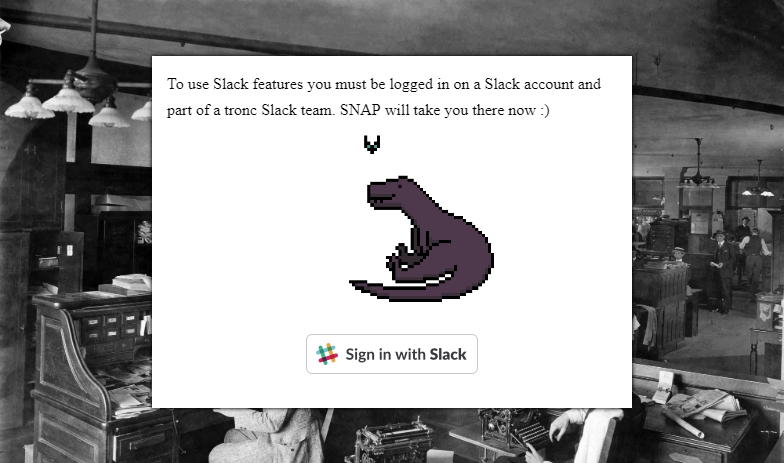 To use Slack features you must be logged in on a Slack account and
part of a tronc Slack team. SNAP will take you there now :)
Sign in with Slack